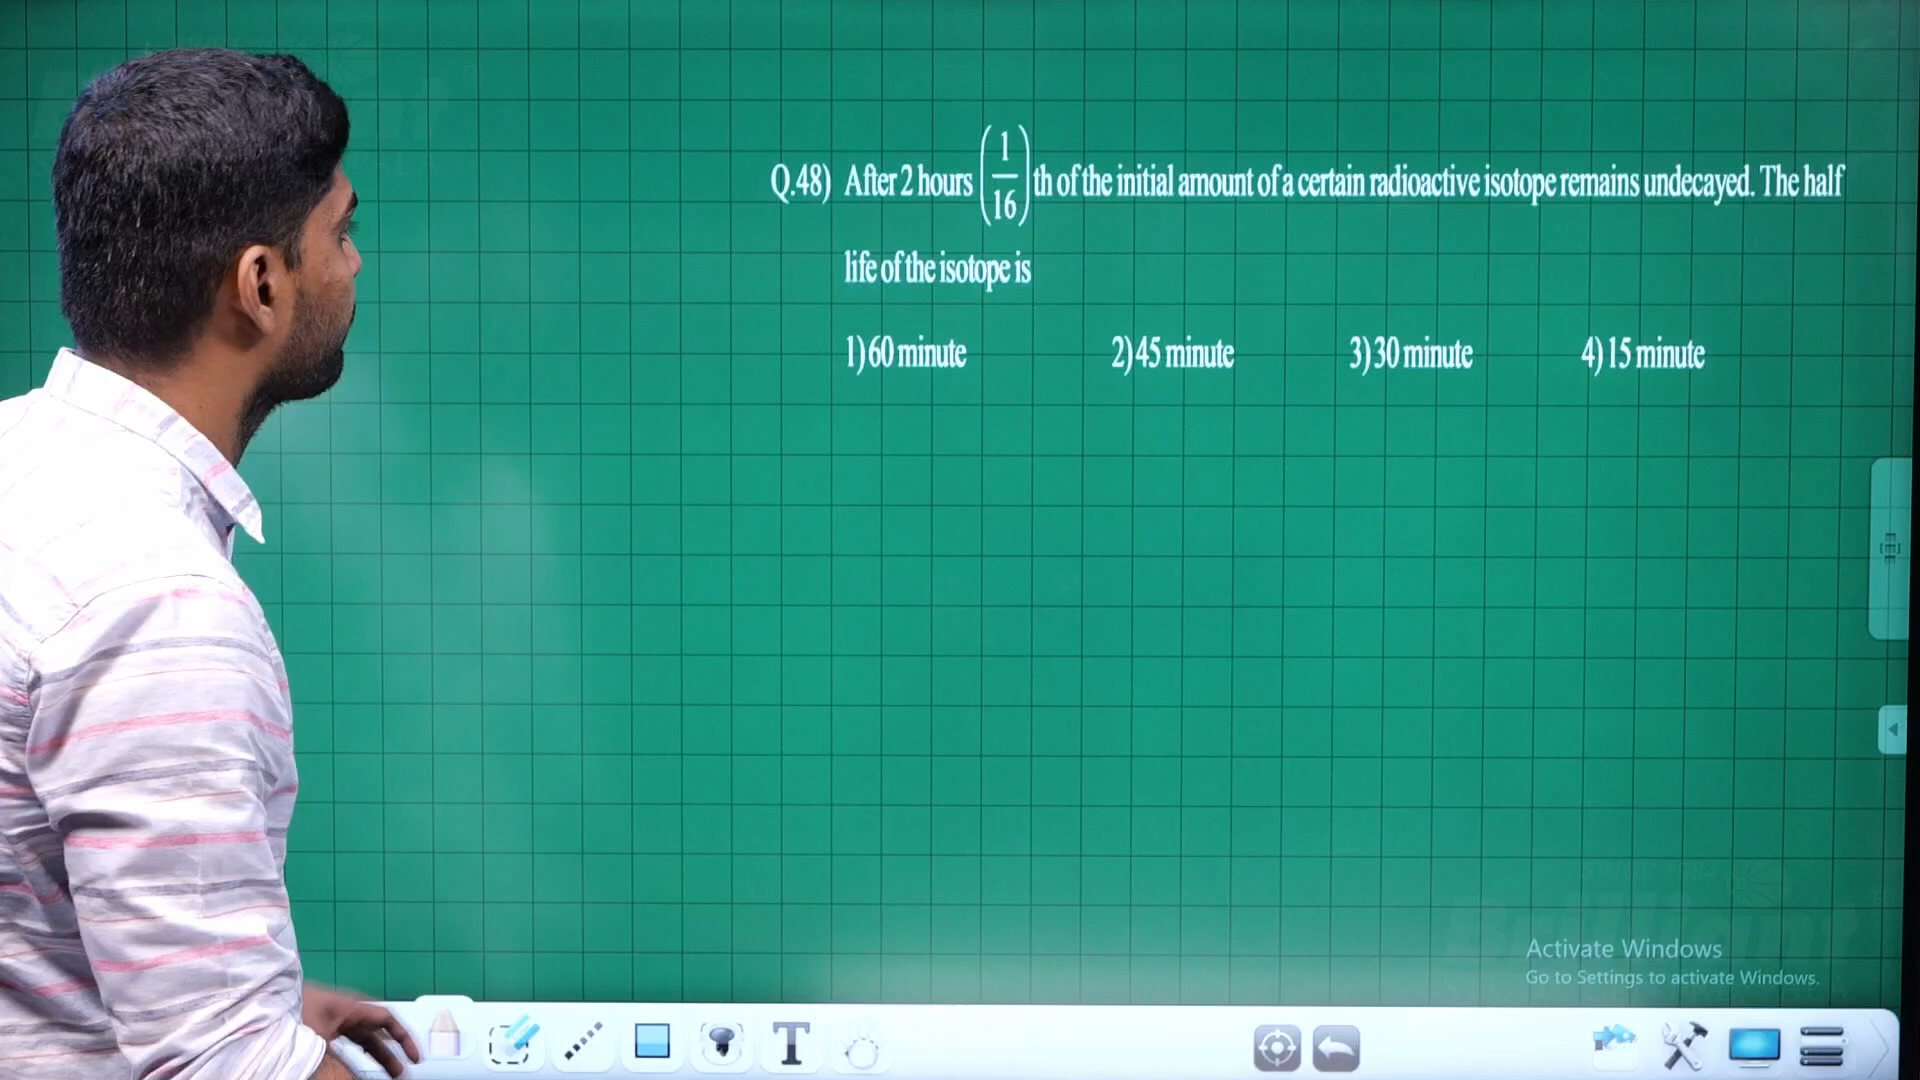 Q.48) After 2 hours (1/16) th of the initial amount of a certain radioactive isotope remains undecayed. The half
life of the isotope is
1) 60 minute 2) 45 minute 3) 30 minute 4) 15 minute
Activate Windows
Go to Settings to activate Windows.
T